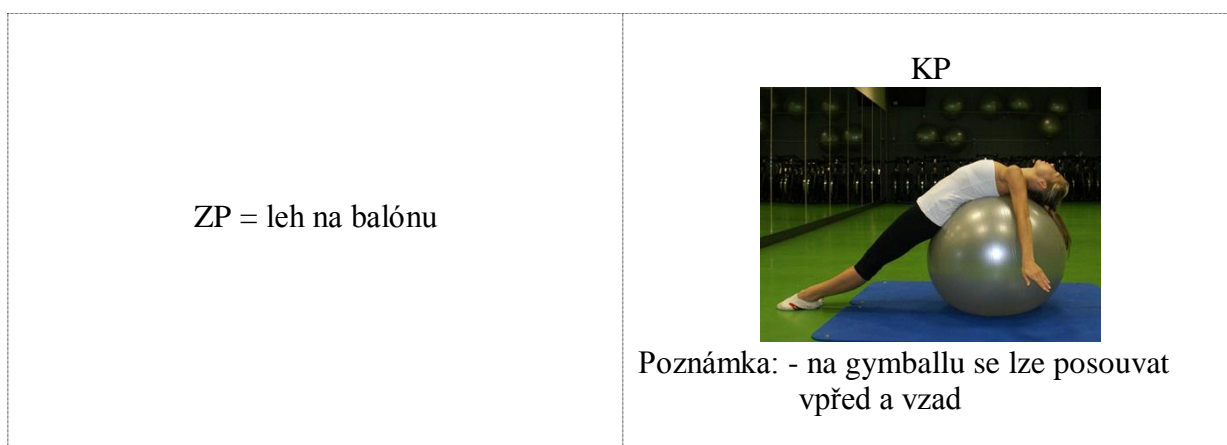 ZP = leh na balónu
KP
Poznámka: - na gymballu se lze posouvat
vpřed a vzad